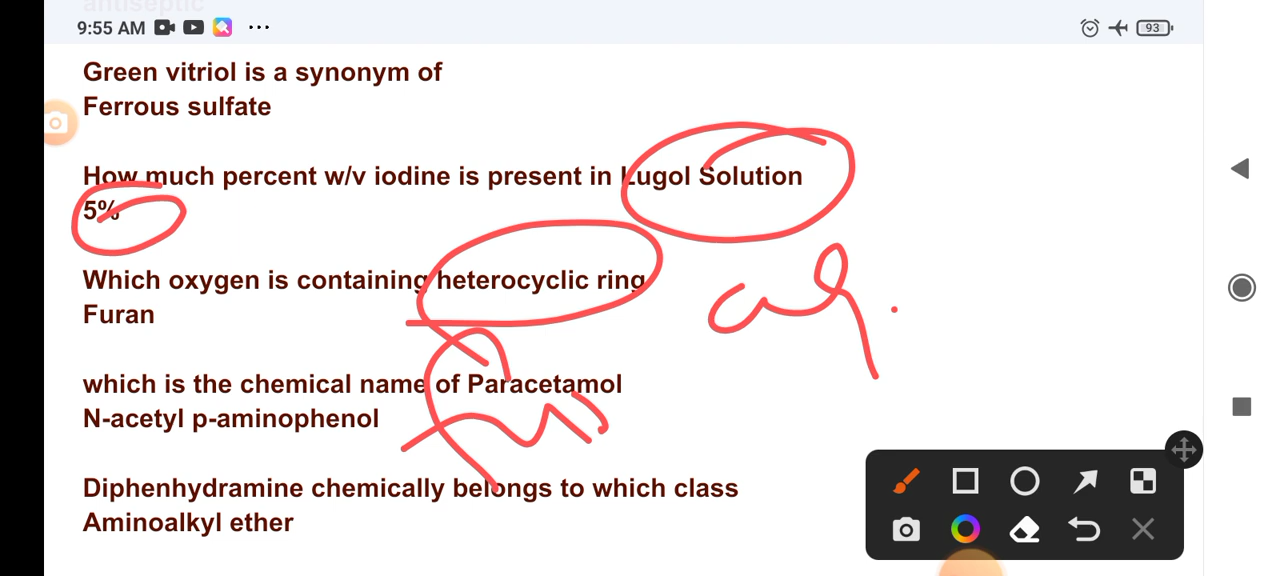 antiseptic
9:55 AM
93
Green vitriol is a synonym of
Ferrous sulfate
How much percent w/v iodine is present in Lugol Solution
5%
Which oxygen is containing heterocyclic ring
Furan
which is the chemical name of Paracetamol
N-acetyl p-aminophenol
Diphenhydramine chemically belongs to which class
Aminoalkyl ether